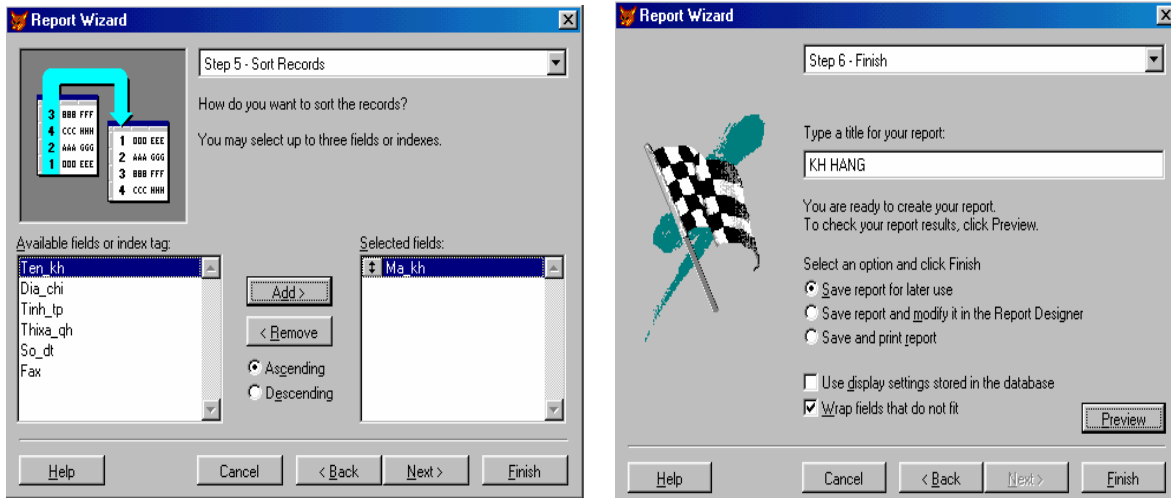 Report Wizard
Step 5 - Sort Records
How do you want to sort the records?
You may select up to three fields or indexes.
3 BBB FFF
4 CCC HHH
2 AAA GGG
1 DDD EEE
1 DDD EEE
2 AAA GGG
3 BBB FFF
4 CCC HHH
Available fields or index tag:
Ten_kh
Dia_chi
Tinh_tp
Thixa_qh
So_dt
Fax
Add >
< Remove
Ascending
Descending
Selected fields:
Ma_kh
Help
Cancel
< Back
Next >
Finish
Report Wizard
Step 6 - Finish
Type a title for your report:
KH HANG
You are ready to create your report.
To check your report results, click Preview.
Select an option and click Finish
Save report for later use
Save report and modify it in the Report Designer
Save and print report
Use display settings stored in the database
Wrap fields that do not fit
Preview
Help
Cancel
< Back
Next >
Finish